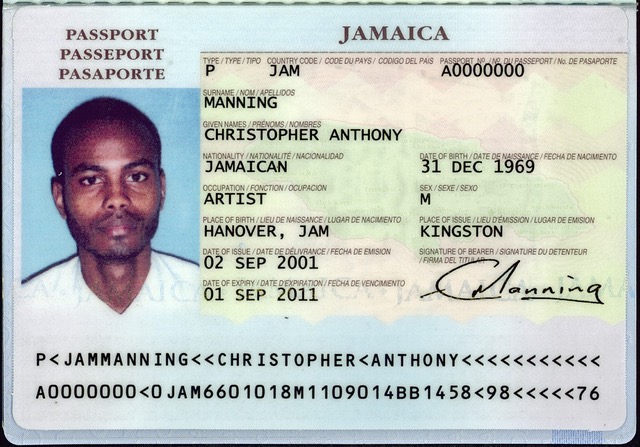 PASSPORT JAMAICA
PASSEPORT
PASAPORTE
TYPE / TYPE / TIPO COUNTRY CODE / CODE DU PAYS / CÓDIGO DEL PAIS PASSPORT No. / No. DU PASSEPORT / No. DE PASAPORTE
P JAM A0000000
SURNAME / NOM / APELLIDOS
MANNING
GIVEN NAMES / PRÉNOMS / NOMBRES
CHRISTOPHER ANTHONY
NATIONALITY / NATIONALITÉ / NACIONALIDAD DATE OF BIRTH / DATE DE NAISSANCE / FECHA DE NACIMIENTO
JAMAICAN 31 DEC 1969
OCCUPATION / FONCTION / OCUPACION SEX / SEXE / SEXO
ARTIST M
PLACE OF BIRTH / LIEU DE NAISSANCE / LUGAR DE NACIMIENTO PLACE OF ISSUE / LIEU D'ÉMISSION / LUGAR DE EMISION
HANOVER, JAM KINGSTON
DATE OF ISSUE / DATE DE DÉLIVRANCE / FECHA DE EMISION SIGNATURE OF BEARER / SIGNATURE DU DETENTEUR
02 SEP 2001 / FIRMA DEL TITULAR
DATE OF EXPIRY / DATE D'EXPIRATION / FECHA DE VENCIMIENTO CManning
01 SEP 2011
P<JAMMANNING<<CHRISTOPHER<ANTHONY<<<<<<<<<<<
A0000000<0JAM6601018M1109014BB1458<98<<<<<76